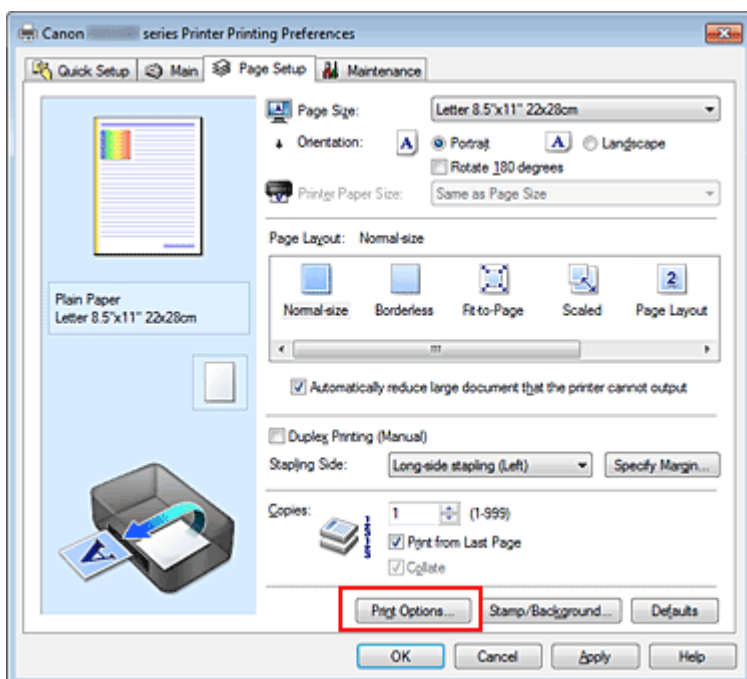 Canon series Printer Printing Preferences
Quick Setup Main Page Setup Maintenance
Page Size: Letter 8.5"x11" 22x28cm
Orientation: A Portrait A Landscape
Rotate 180 degrees
Printer Paper Size: Same as Page Size
Page Layout: Normal-size
2
Normal-size Borderless Fit-to-Page Scaled Page Layout
Plain Paper
Letter 8.5"x11" 22x28cm
Automatically reduce large document that the printer cannot output
Duplex Printing (Manual)
Stapling Side: Long-side stapling (Left) Specify Margin...
Copies: 1 (1-999)
Print from Last Page
Collate
A
Print Options... Stamp/Background... Defaults
OK Cancel Apply Help